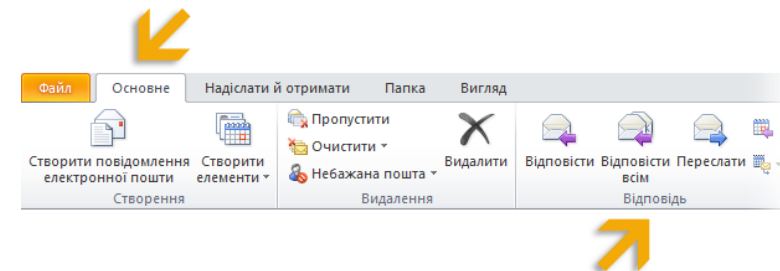 Файл Основне Надіслати й отримати Папка Вигляд
Пропустити
Очистити
Небажана пошта
Створити повідомлення електронної пошти
Створити елементи
Видалити
Відповісти
Відповісти всім
Переслати
Створення Видалення Відповідь